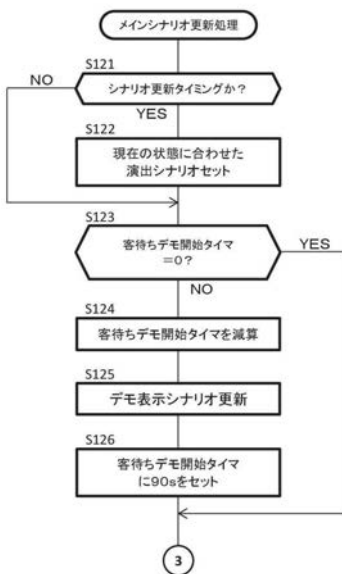 メインシナリオ更新処理
S121
NO
シナリオ更新タイミングか？
YES
S122
現在の状態に合わせた
演出シナリオセット
S123
客待ちデモ開始タイマ
＝0？
YES
NO
S124
客待ちデモ開始タイマを減算
S125
デモ表示シナリオ更新
S126
客待ちデモ開始タイマ
に90sをセット
3